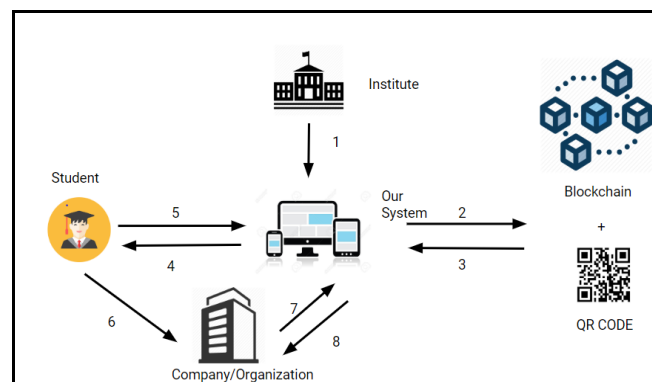 Institute
1
Student
Our
System
5
2
Blockchain
+
4
3
6
7
8
QR CODE
Company/Organization